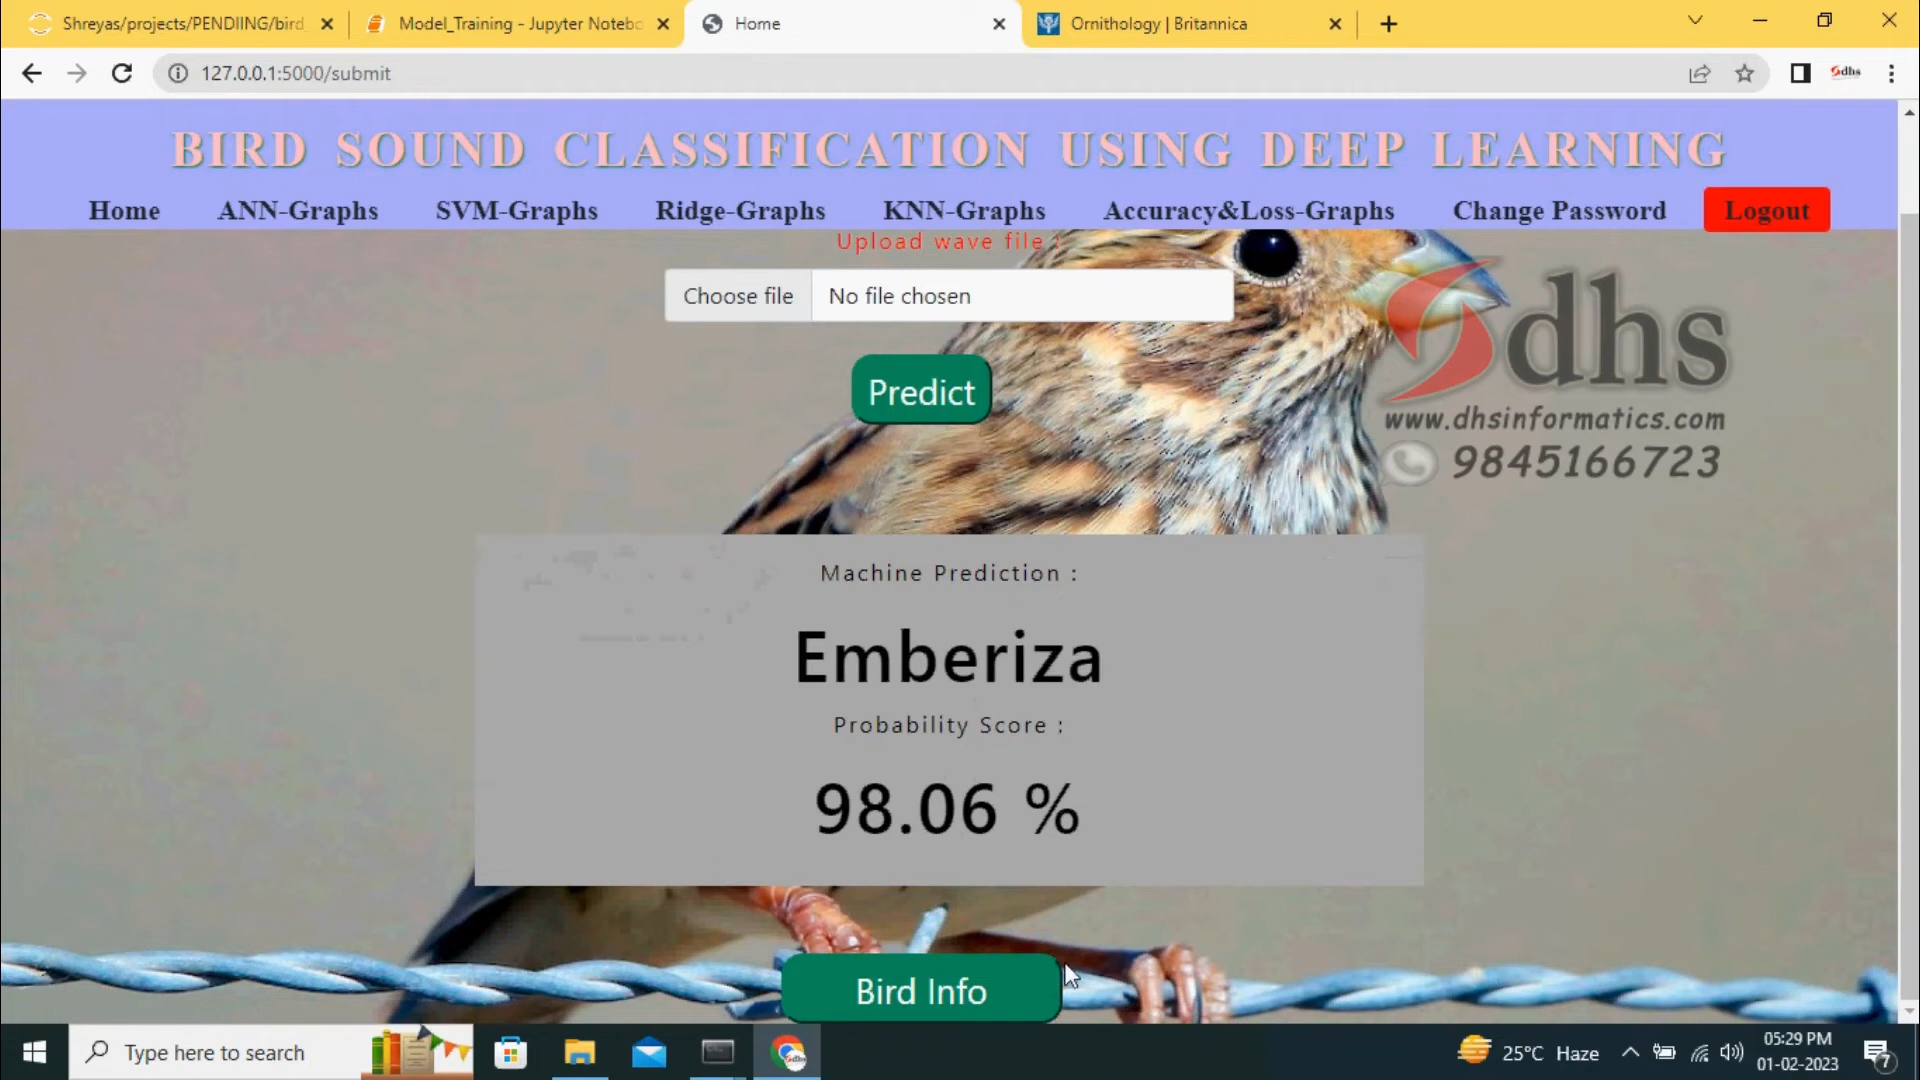 Shreyas/projects/PENDIING/bird_
Model_Training - Jupyter Notebo
Home
Ornithology | Britannica
127.0.0.1:5000/submit
dhs
BIRD SOUND CLASSIFICATION USING DEEP LEARNING
Home ANN-Graphs SVM-Graphs Ridge-Graphs KNN-Graphs Accuracy&Loss-Graphs Change Password Logout
Upload wave file :
Choose file No file chosen
Predict
dhs
www.dhsinformatics.com
9845166723
Machine Prediction :
Emberiza
Probability Score :
98.06 %
Bird Info
Type here to search
25°C Haze
05:29 PM
01-02-2023
7